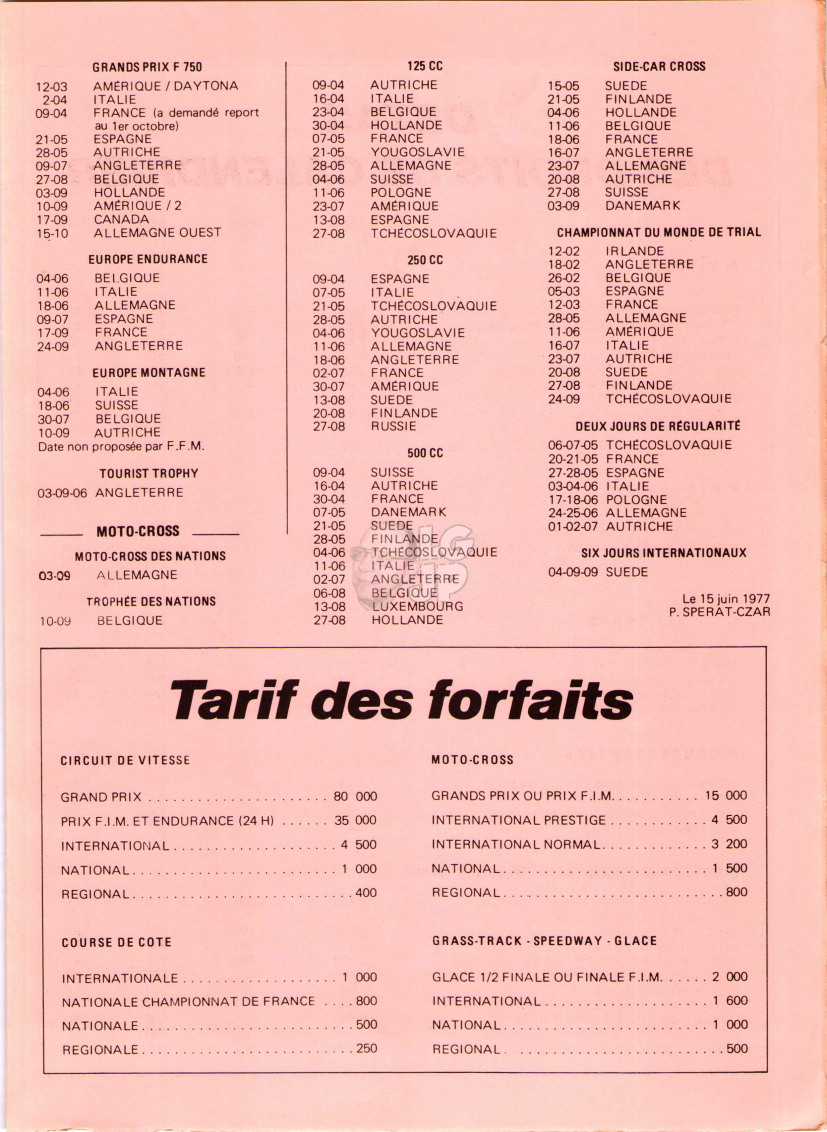 GRANDS PRIX F 750
12-03 AMÉRIQUE / DAYTONA
2-04 ITALIE
09-04 FRANCE (a demandé report
au 1er octobre)
21-05 ESPAGNE
28-05 AUTRICHE
09-07 ANGLETERRE
27-08 BELGIQUE
03-09 HOLLANDE
10-09 AMÉRIQUE / 2
17-09 CANADA
15-10 ALLEMAGNE OUEST
EUROPE ENDURANCE
04-06 BELGIQUE
11-06 ITALIE
18-06 ALLEMAGNE
09-07 ESPAGNE
17-09 FRANCE
24-09 ANGLETERRE
EUROPE MONTAGNE
04-06 ITALIE
18-06 SUISSE
30-07 BELGIQUE
10-09 AUTRICHE
Date non proposée par F.F.M.
TOURIST TROPHY
03-09-06 ANGLETERRE
MOTO-CROSS
MOTO-CROSS DES NATIONS
03-09 ALLEMAGNE
TROPHÉE DES NATIONS
10-09 BELGIQUE
125 CC
09-04 AUTRICHE
16-04 ITALIE
23-04 BELGIQUE
30-04 HOLLANDE
07-05 FRANCE
21-05 YOUGOSLAVIE
28-05 ALLEMAGNE
04-06 SUISSE
11-06 POLOGNE
23-07 AMÉRIQUE
13-08 ESPAGNE
27-08 TCHÉCOSLOVAQUIE
250 CC
09-04 ESPAGNE
07-05 ITALIE
21-05 TCHÉCOSLOVAQUIE
28-05 AUTRICHE
04-06 YOUGOSLAVIE
11-06 ALLEMAGNE
18-06 ANGLETERRE
02-07 FRANCE
30-07 AMÉRIQUE
13-08 SUEDE
20-08 FINLANDE
27-08 RUSSIE
500 CC
09-04 SUISSE
16-04 AUTRICHE
30-04 FRANCE
07-05 DANEMARK
21-05 SUEDE
28-05 FINLANDE
04-06 TCHÉCOSLOVAQUIE
11-06 ITALIE
02-07 ANGLETERRE
06-08 BELGIQUE
13-08 LUXEMBOURG
27-08 HOLLANDE
SIDE-CAR CROSS
15-05 SUEDE
21-05 FINLANDE
04-06 HOLLANDE
11-06 BELGIQUE
18-06 FRANCE
16-07 ANGLETERRE
23-07 ALLEMAGNE
20-08 AUTRICHE
27-08 SUISSE
03-09 DANEMARK
CHAMPIONNAT DU MONDE DE TRIAL
12-02 IRLANDE
18-02 ANGLETERRE
26-02 BELGIQUE
05-03 ESPAGNE
12-03 FRANCE
28-05 ALLEMAGNE
11-06 AMÉRIQUE
16-07 ITALIE
23-07 AUTRICHE
20-08 SUEDE
27-08 FINLANDE
24-09 TCHÉCOSLOVAQUIE
DEUX JOURS DE RÉGULARITÉ
06-07-05 TCHÉCOSLOVAQUIE
20-21-05 FRANCE
27-28-05 ESPAGNE
03-04-06 ITALIE
17-18-06 POLOGNE
24-25-06 ALLEMAGNE
01-02-07 AUTRICHE
SIX JOURS INTERNATIONAUX
04-09-09 SUEDE
Le 15 juin 1977
P. SPERAT-CZAR
Tarif des forfaits
CIRCUIT DE VITESSE
GRAND PRIX ...................... 80 000
PRIX F.I.M. ET ENDURANCE (24 H) ...... 35 000
INTERNATIONAL .................... 4 500
NATIONAL ......................... 1 000
REGIONAL ........................... 400
COURSE DE COTE
INTERNATIONALE ................... 1 000
NATIONALE CHAMPIONNAT DE FRANCE .... 800
NATIONALE .......................... 500
REGIONALE .......................... 250
MOTO-CROSS
GRANDS PRIX OU PRIX F.I.M. .......... 15 000
INTERNATIONAL PRESTIGE ............ 4 500
INTERNATIONAL NORMAL ............. 3 200
NATIONAL ......................... 1 500
REGIONAL ........................... 800
GRASS-TRACK - SPEEDWAY - GLACE
GLACE 1/2 FINALE OU FINALE F.I.M. ...... 2 000
INTERNATIONAL .................... 1 600
NATIONAL ......................... 1 000
REGIONAL ........................... 500